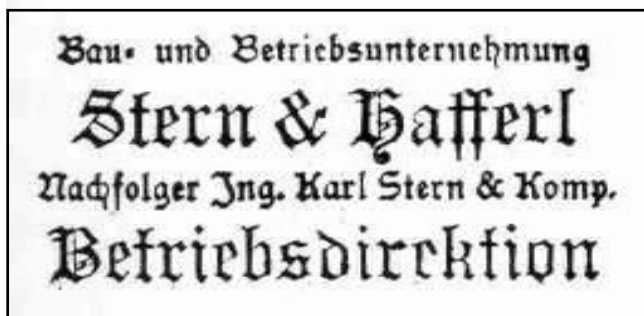 Bau- und Betriebsunternehmung
Stern & Hafferl
Nachfolger Ing. Karl Stern & Komp.
Betriebsdirektion